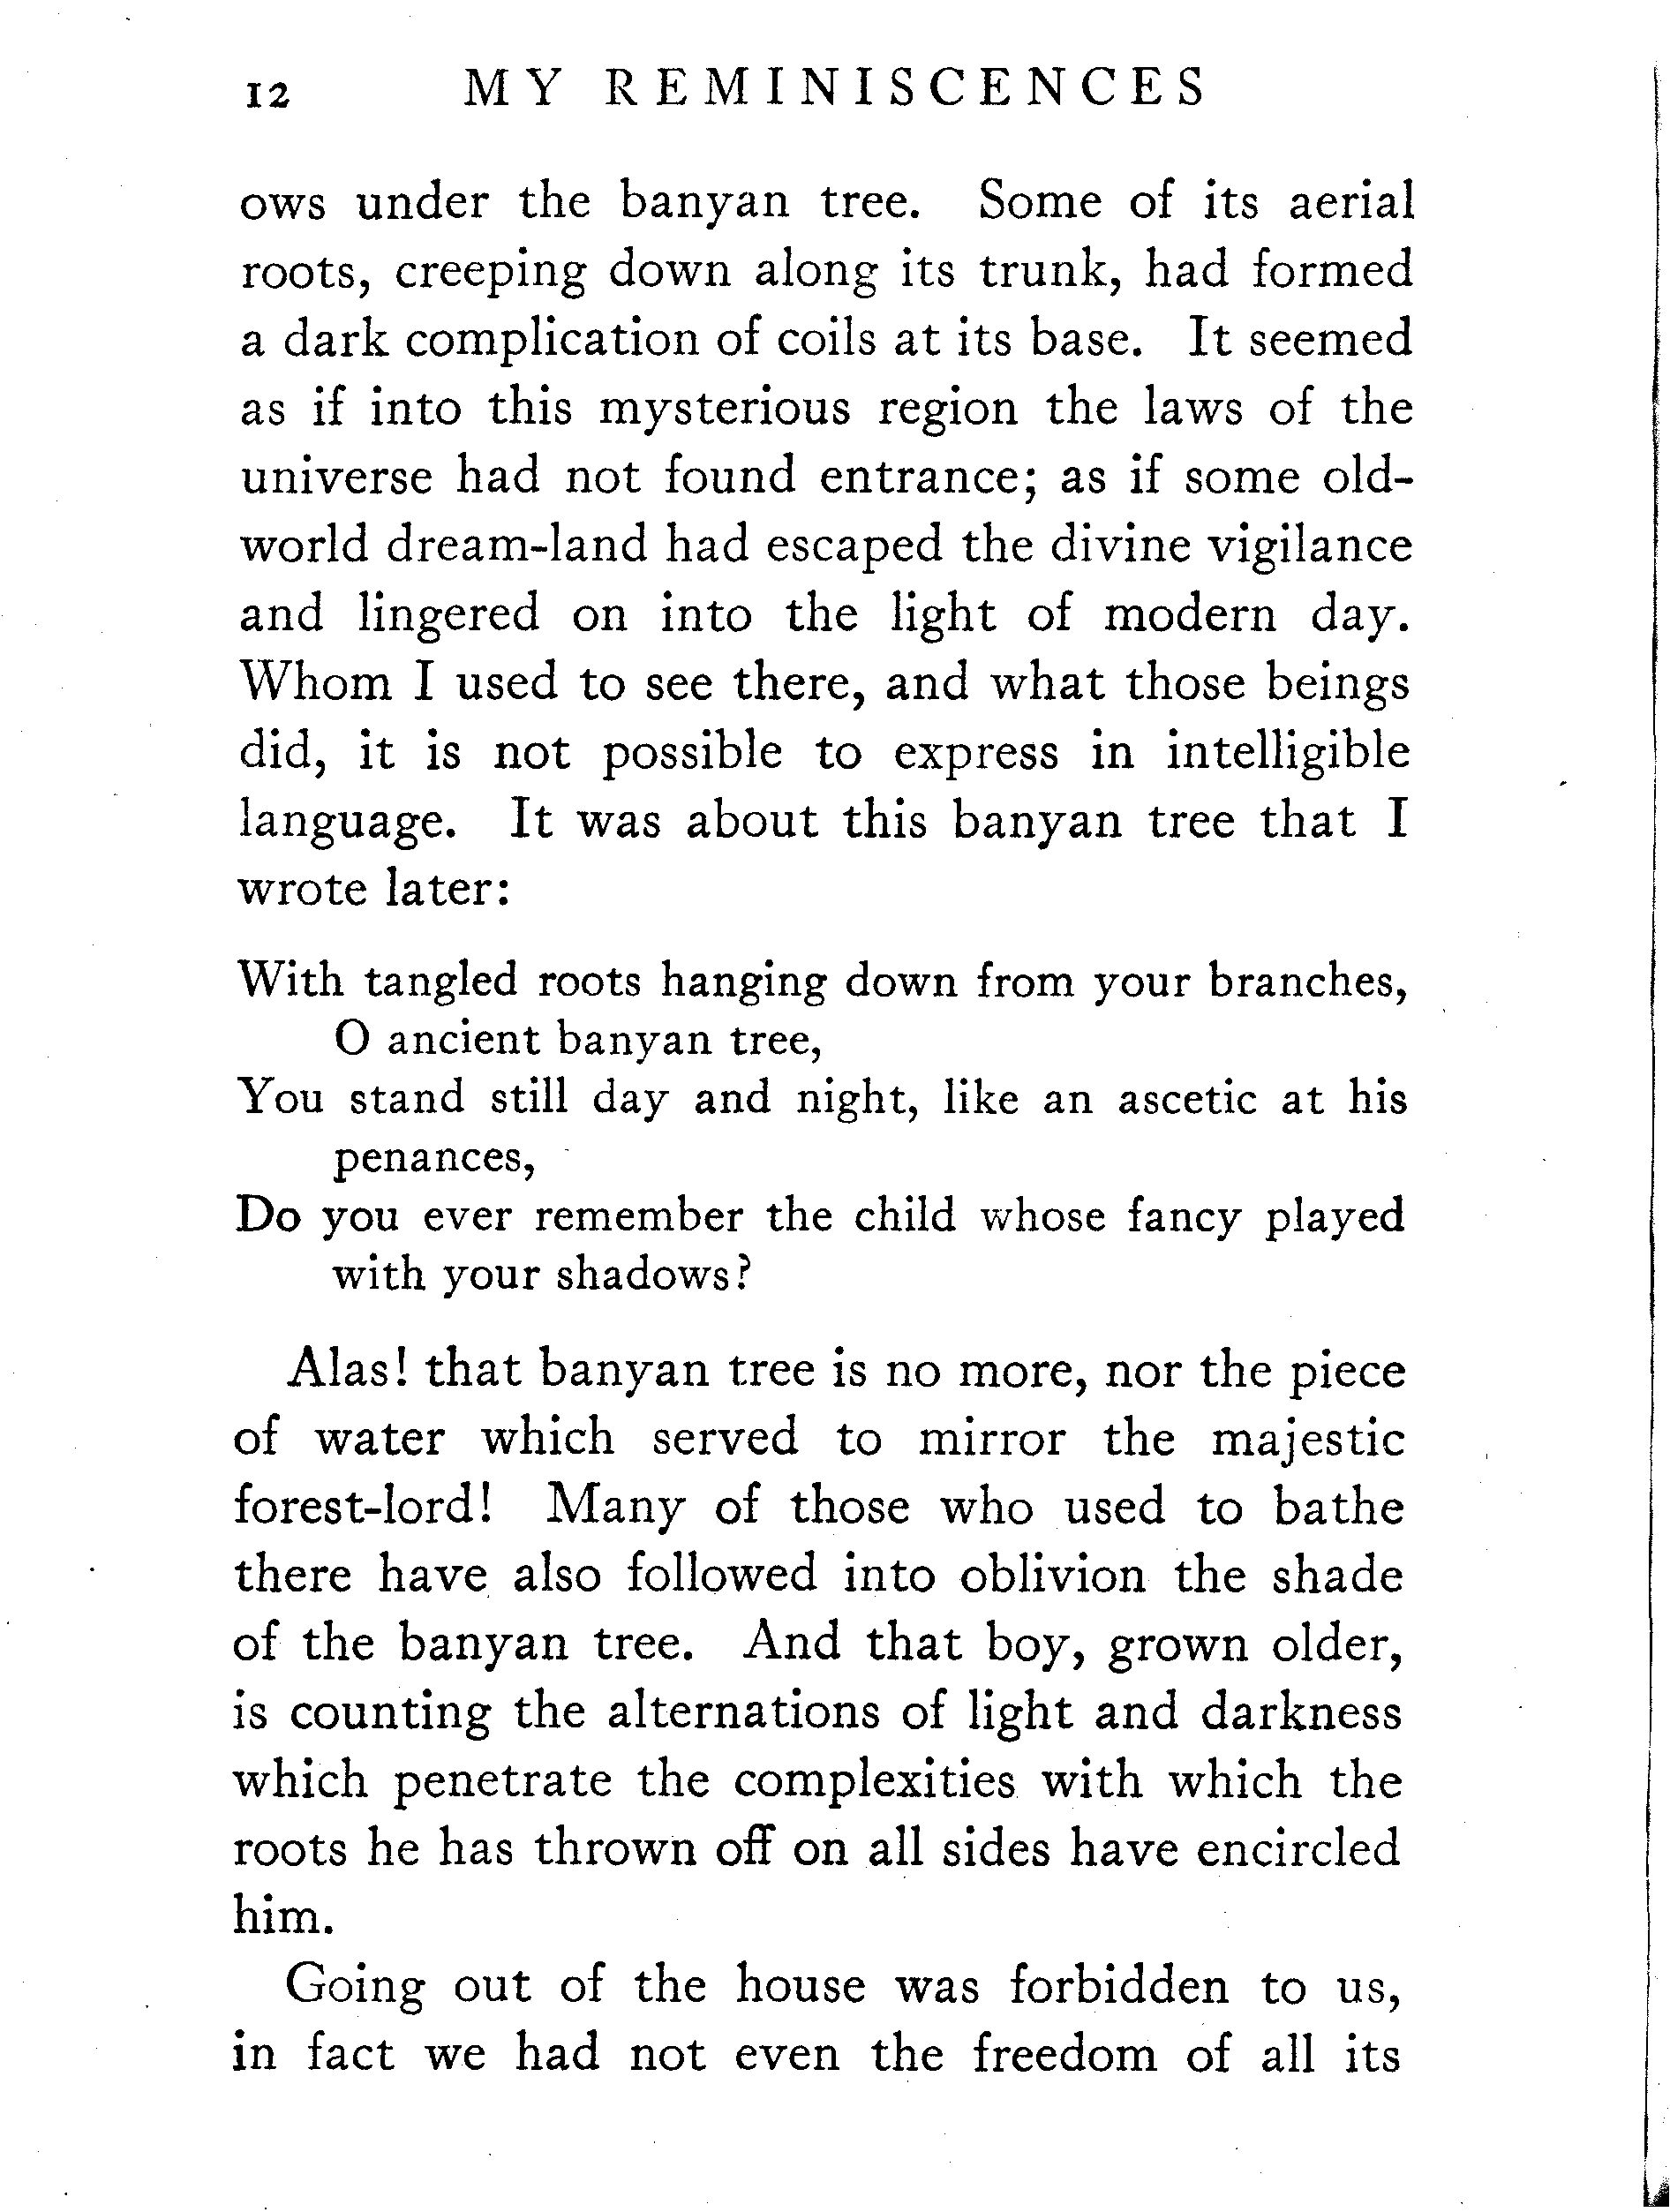 12 MY REMINISCENCES
ows under the banyan tree. Some of its aerial
roots, creeping down along its trunk, had formed
a dark complication of coils at its base. It seemed
as if into this mysterious region the laws of the
universe had not found entrance; as if some old-
world dream-land had escaped the divine vigilance
and lingered on into the light of modern day.
Whom I used to see there, and what those beings
did, it is not possible to express in intelligible
language. It was about this banyan tree that I
wrote later:
With tangled roots hanging down from your branches,
O ancient banyan tree,
You stand still day and night, like an ascetic at his
penances,
Do you ever remember the child whose fancy played
with your shadows?
Alas! that banyan tree is no more, nor the piece
of water which served to mirror the majestic
forest-lord! Many of those who used to bathe
there have also followed into oblivion the shade
of the banyan tree. And that boy, grown older,
is counting the alternations of light and darkness
which penetrate the complexities with which the
roots he has thrown off on all sides have encircled
him.
Going out of the house was forbidden to us,
in fact we had not even the freedom of all its